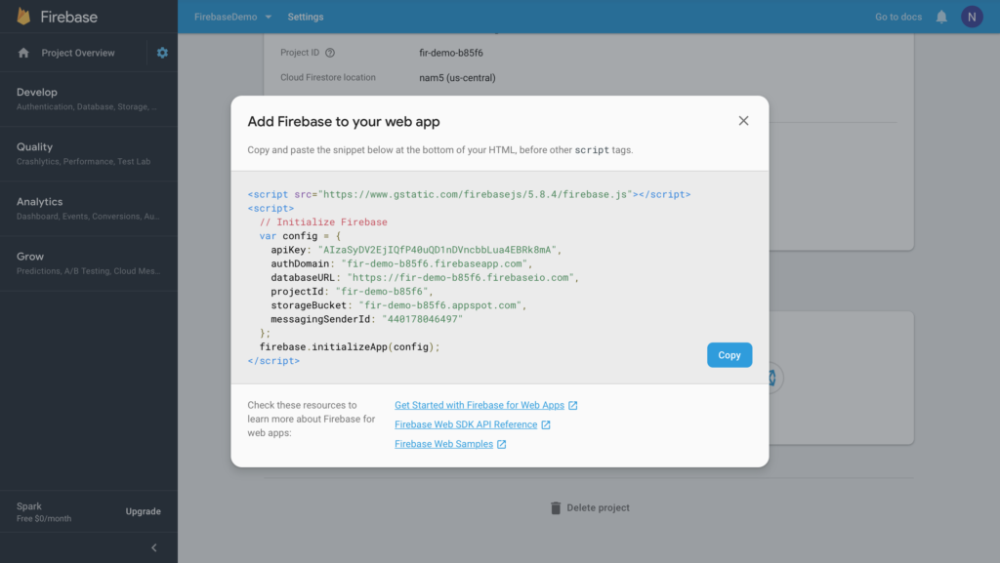 Firebase
FirebaseDemo
Settings
Go to docs
N
Project Overview
Develop
Authentication, Database, Storage, ...
Quality
Crashlytics, Performance, Test Lab
Analytics
Dashboard, Events, Conversions, Au...
Grow
Predictions, A/B Testing, Cloud Mes...
Spark
Free $0/month
Upgrade
Project ID
fir-demo-b85f6
Cloud Firestore location
nam5 (us-central)
Add Firebase to your web app
Copy and paste the snippet below at the bottom of your HTML, before other script tags.
<script src="https://www.gstatic.com/firebasejs/5.8.4/firebase.js"></script>
<script>
// Initialize Firebase
var config = {
apiKey: "AIzaSyDV2EjIQfP40uQD1nDVncbbLua4EBRk8mA",
authDomain: "fir-demo-b85f6.firebaseapp.com",
databaseURL: "https://fir-demo-b85f6.firebaseio.com",
projectId: "fir-demo-b85f6",
storageBucket: "fir-demo-b85f6.appspot.com",
messagingSenderId: "440178046497"
};
firebase.initializeApp(config);
</script>
Copy
Check these resources to
learn more about Firebase for
web apps:
Get Started with Firebase for Web Apps
Firebase Web SDK API Reference
Firebase Web Samples
Delete project